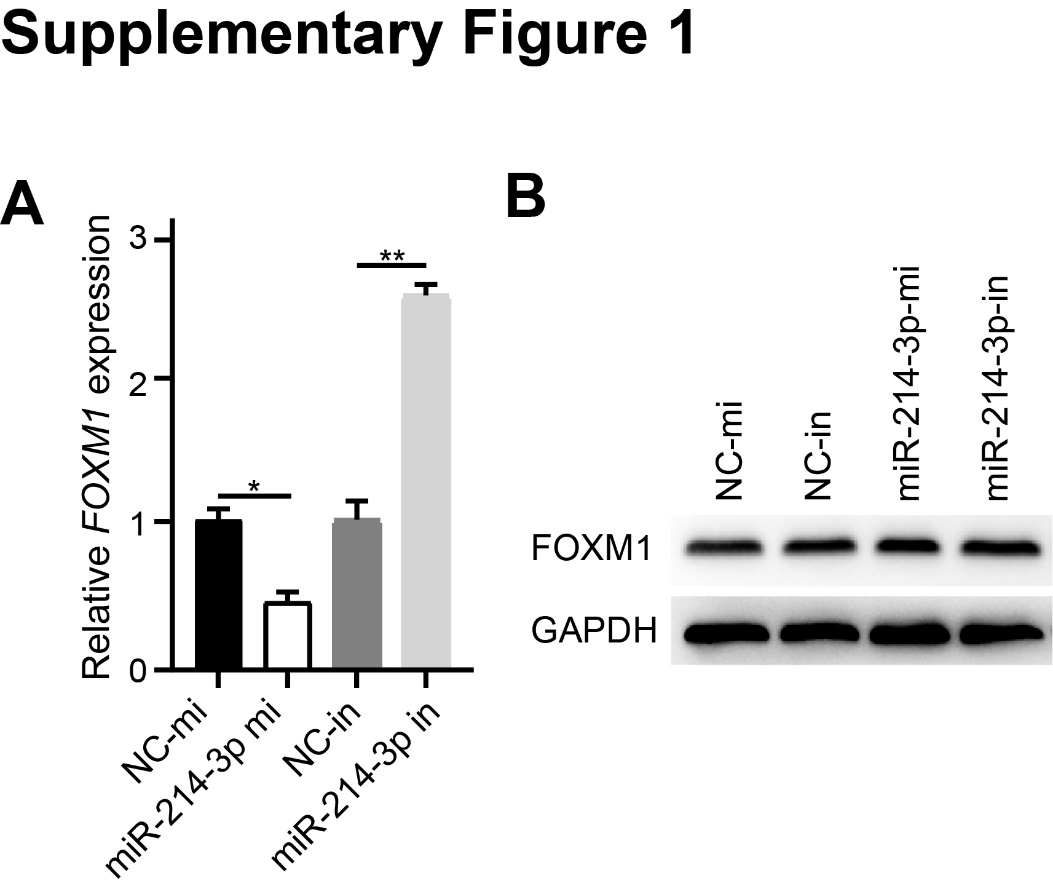 Supplementary Figure 1
A
Relative FOXM1 expression
3
2
1
0
*
**
NC-mi
miR-214-3p mi
NC-in
miR-214-3p in
B
NC-mi
NC-in
miR-214-3p-mi
miR-214-3p-in
FOXM1
GAPDH